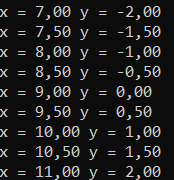 x = 7,00 y = -2,00
x = 7,50 y = -1,50
x = 8,00 y = -1,00
x = 8,50 y = -0,50
x = 9,00 y = 0,00
x = 9,50 y = 0,50
x = 10,00 y = 1,00
x = 10,50 y = 1,50
x = 11,00 y = 2,00